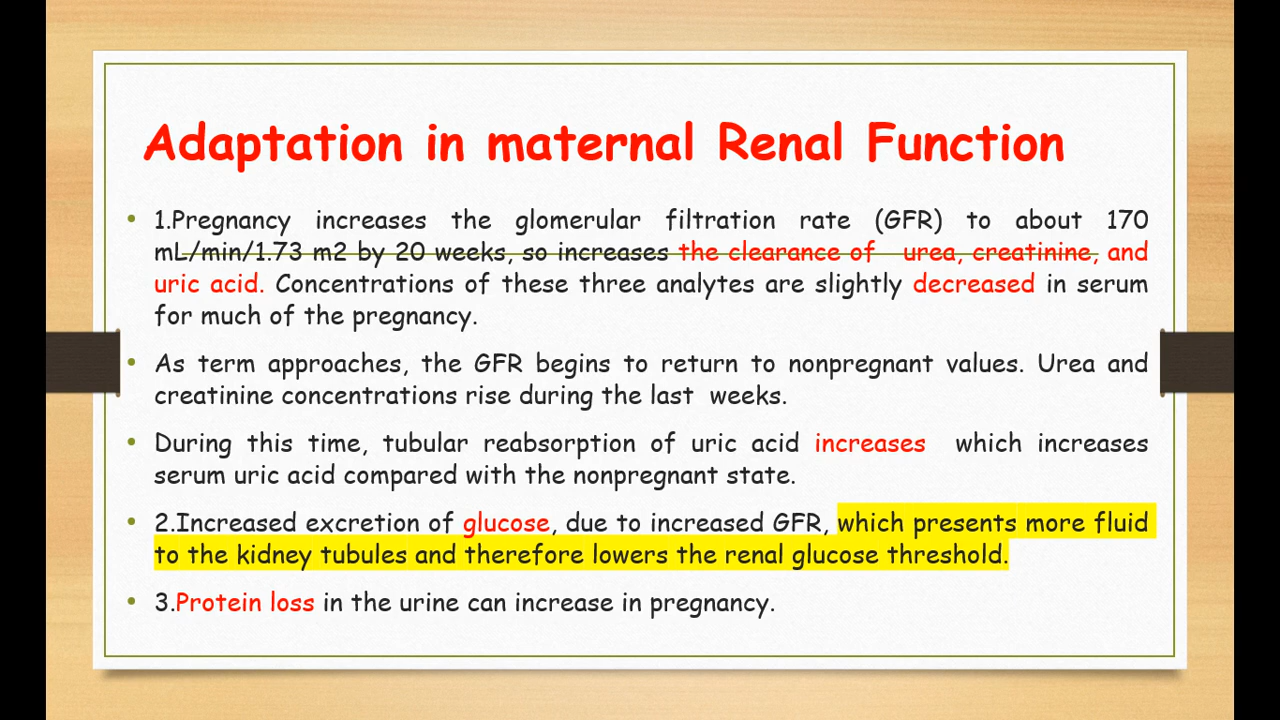 Adaptation in maternal Renal Function
• 1.Pregnancy increases the glomerular filtration rate (GFR) to about 170
mL/min/1.73 m2 by 20 weeks, so increases the clearance of urea, creatinine, and
uric acid. Concentrations of these three analytes are slightly decreased in serum
for much of the pregnancy.
• As term approaches, the GFR begins to return to nonpregnant values. Urea and
creatinine concentrations rise during the last weeks.
• During this time, tubular reabsorption of uric acid increases which increases
serum uric acid compared with the nonpregnant state.
• 2.Increased excretion of glucose, due to increased GFR, which presents more fluid
to the kidney tubules and therefore lowers the renal glucose threshold.
• 3.Protein loss in the urine can increase in pregnancy.